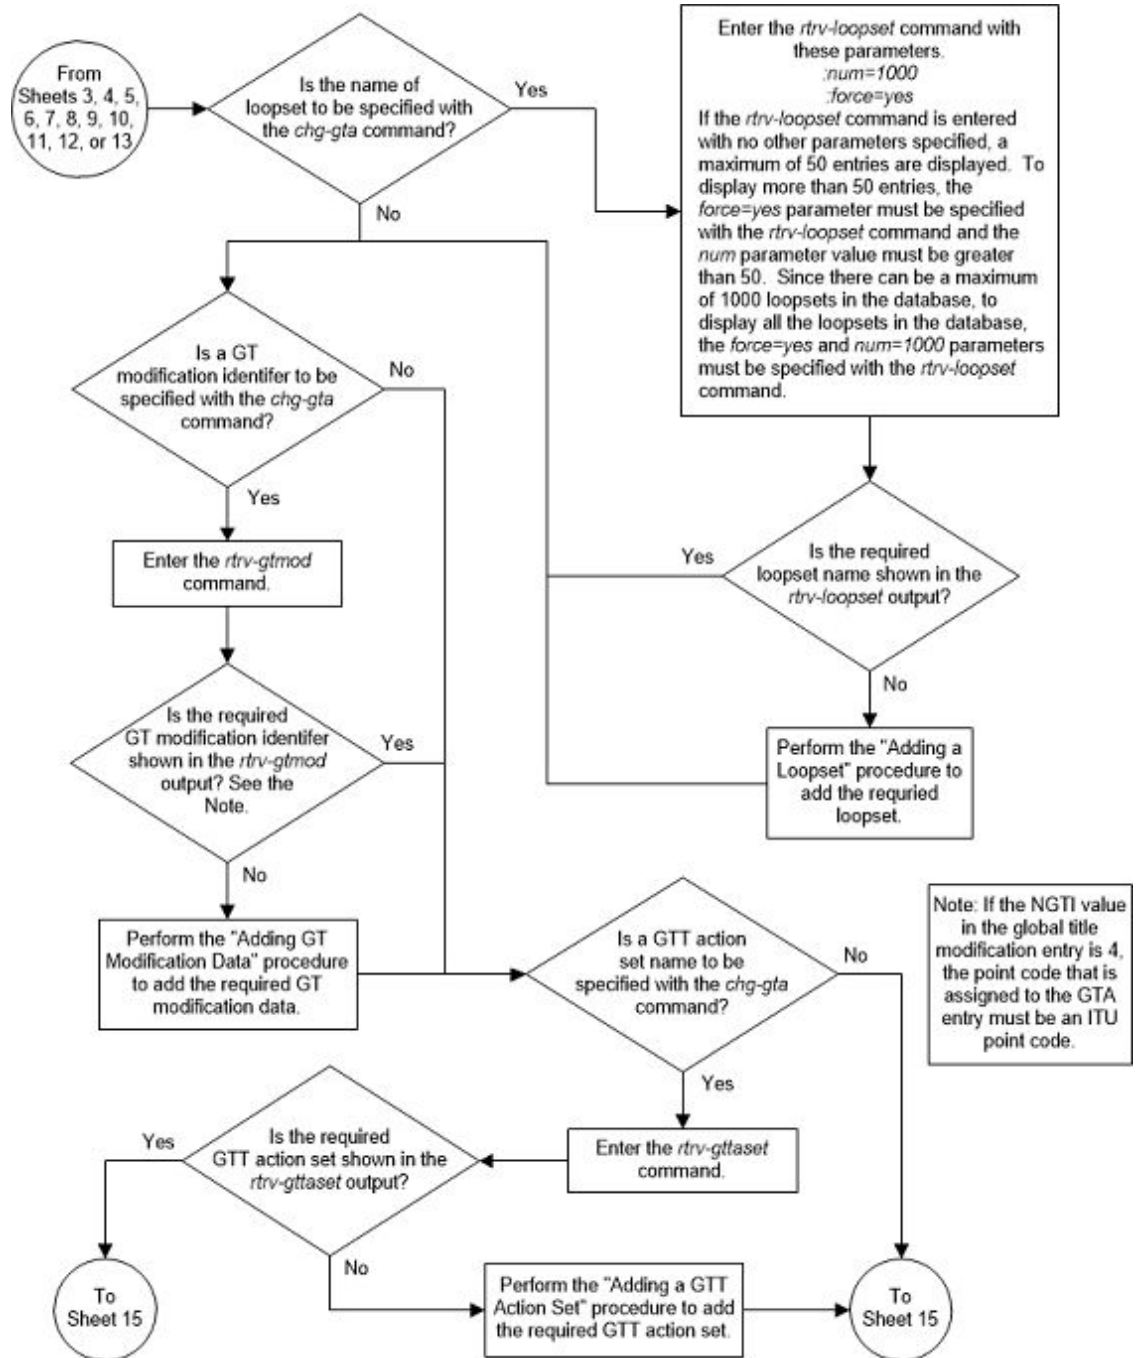 From
Sheets 3, 4, 5,
6, 7, 8, 9, 10,
11, 12, or 13
Is the name of
loopset to be specified with
the chg-gta command?
Yes
No
Enter the rtrv-loopset command with
these parameters.
:num=1000
:force=yes
If the rtrv-loopset command is entered
with no other parameters specified, a
maximum of 50 entries are displayed. To
display more than 50 entries, the
force=yes parameter must be specified
with the rtrv-loopset command and the
num parameter value must be greater
than 50. Since there can be a maximum
of 1000 loopsets in the database, to
display all the loopsets in the database,
the force=yes and num=1000 parameters
must be specified with the rtrv-loopset
command.
Is a GT
modification identifer to be
specified with the chg-gta
command?
No
Yes
Enter the rtrv-gtmod
command.
Yes
Is the required
loopset name shown in the
rtrv-loopset output?
No
Is the required
GT modification identifer
shown in the rtrv-gtmod
output? See the
Note.
Yes
No
Perform the "Adding a
Loopset" procedure to
add the requried
loopset.
Perform the "Adding GT
Modification Data" procedure
to add the required GT
modification data.
Is a GTT action
set name to be
specified with the chg-gta
command?
No
Yes
Note: If the NGTI value
in the global title
modification entry is 4,
the point code that is
assigned to the GTA
entry must be an ITU
point code.
Enter the rtrv-gttaset
command.
Is the required
GTT action set shown in the
rtrv-gttaset output?
Yes
No
To
Sheet 15
Perform the "Adding a GTT
Action Set" procedure to add
the required GTT action set.
To
Sheet 15